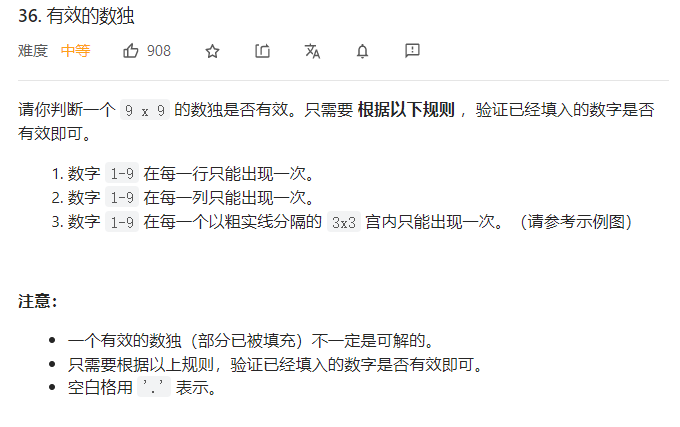 36. 有效的数独
难度 中等 908
请你判断一个 9 x 9 的数独是否有效。只需要 根据以下规则 ，验证已经填入的数字是否
有效即可。
1. 数字 1-9 在每一行只能出现一次。
2. 数字 1-9 在每一列只能出现一次。
3. 数字 1-9 在每一个以粗实线分隔的 3x3 宫内只能出现一次。（请参考示例图）
注意：
• 一个有效的数独（部分已被填充）不一定是可解的。
• 只需要根据以上规则，验证已经填入的数字是否有效即可。
• 空白格用 '.' 表示。